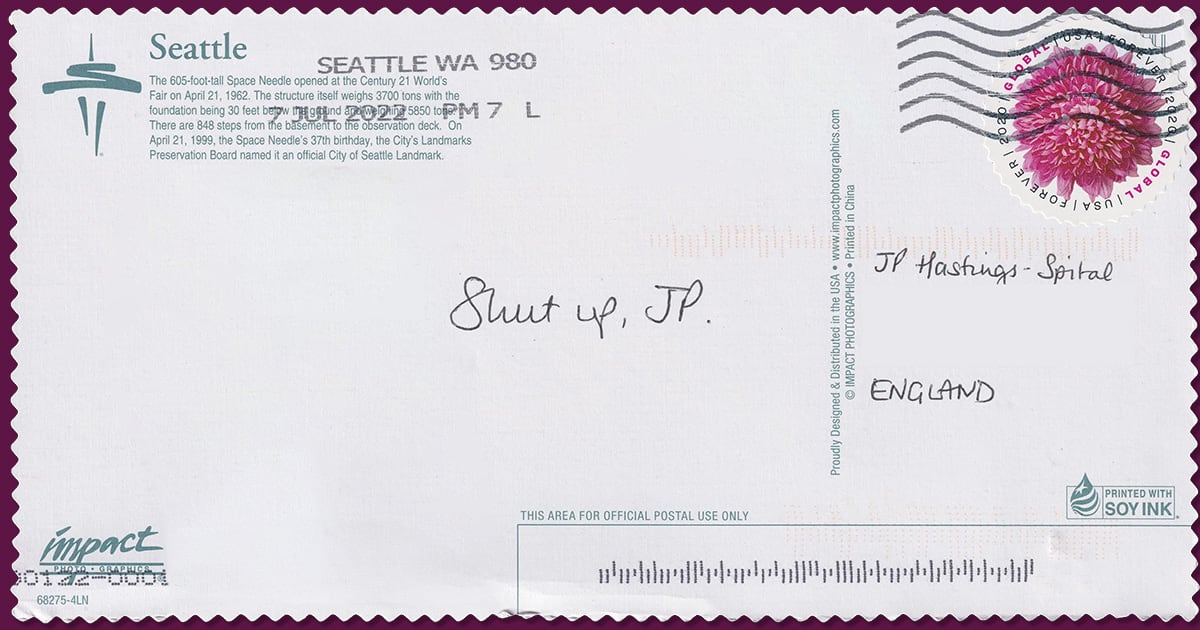 Seattle
The 605-foot-tall Space Needle opened at the Century 21 World's
Fair on April 21, 1962. The structure itself weighs 3700 tons with the
foundation being 30 feet below the ground and weighing 5850 tons.
There are 848 steps from the basement to the observation deck. On
April 21, 1999, the Space Needle's 37th birthday, the City's Landmarks
Preservation Board named it an official City of Seattle Landmark.
SEATTLE WA 980
7 JUL 2022 PM 7 L
GLOBAL | USA | FOREVER | 2020 | GLOBAL | USA | FOREVER | 2020 |
Shut up, JP.
Proudly Designed & Distributed in the USA • www.impactphotographics.com
© IMPACT PHOTOGRAPHICS • Printed in China
JP Hastings-Spital
ENGLAND
PRINTED WITH
SOY INK
THIS AREA FOR OFFICIAL POSTAL USE ONLY
impact
PHOTO • GRAPHICS
68275-4LN